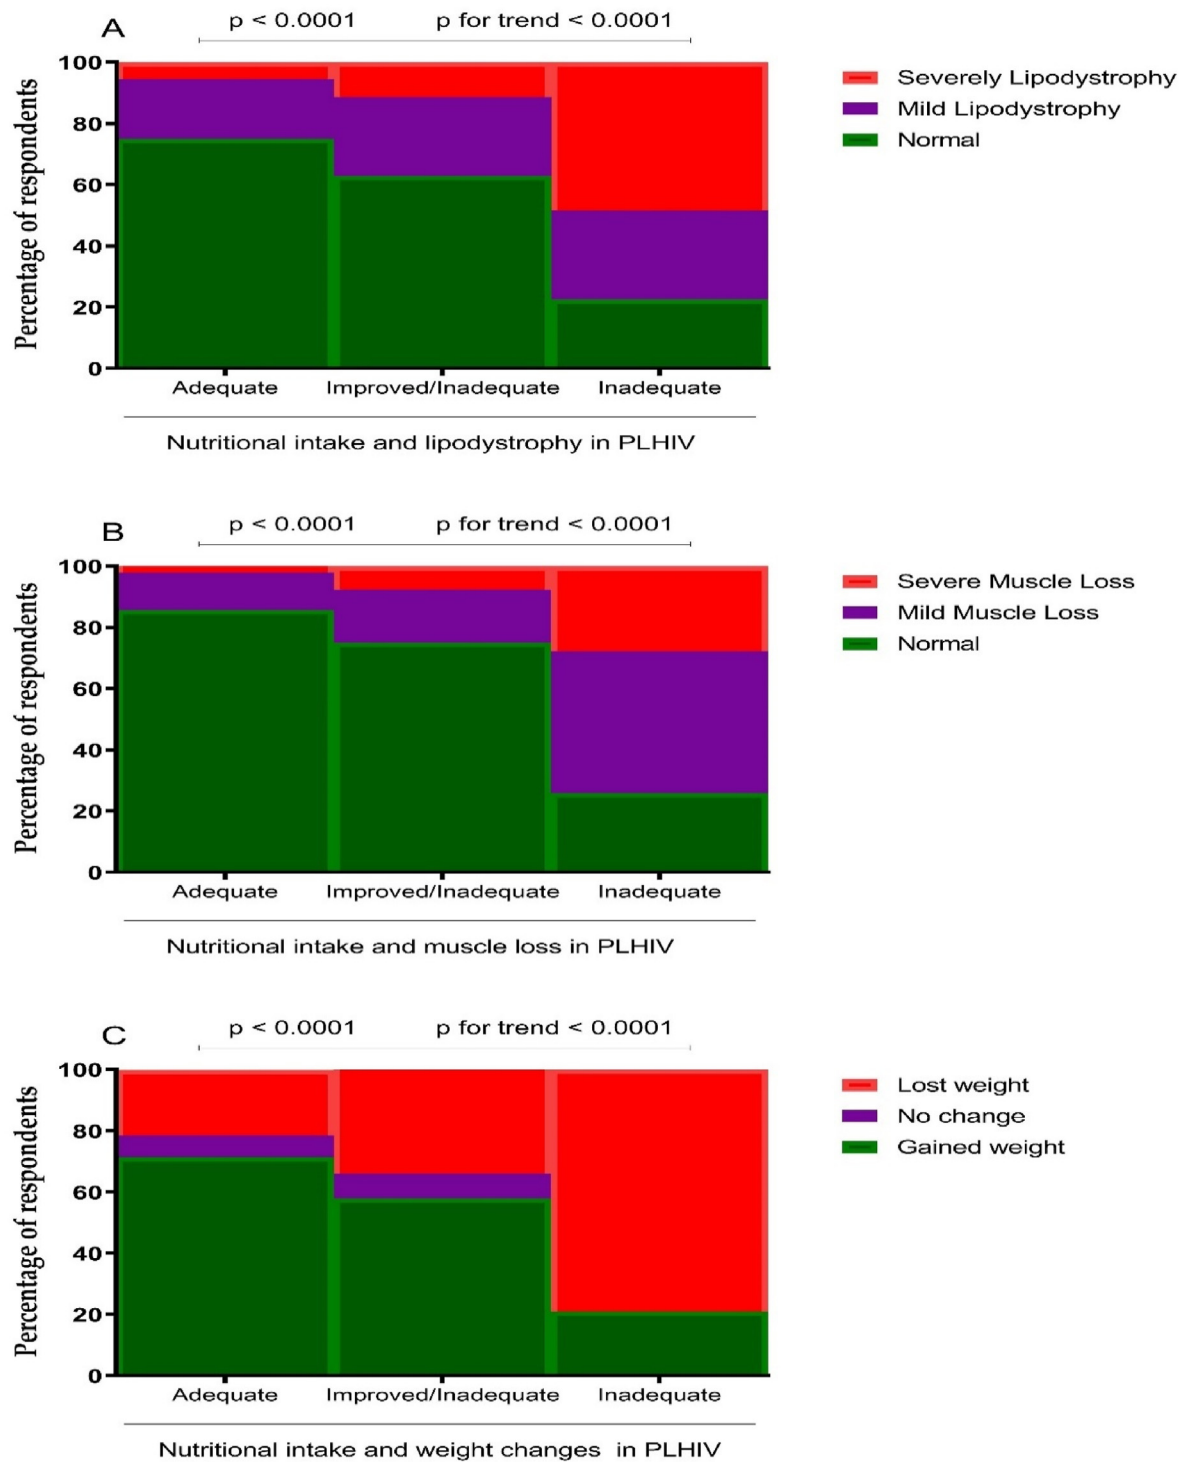 A
p < 0.0001 p for trend < 0.0001
Percentage of respondents
100
80
60
40
20
0
Adequate Improved/Inadequate Inadequate
Nutritional intake and lipodystrophy in PLHIV
Severely Lipodystrophy
Mild Lipodystrophy
Normal
B
p < 0.0001 p for trend < 0.0001
Percentage of respondents
100
80
60
40
20
0
Adequate Improved/Inadequate Inadequate
Nutritional intake and muscle loss in PLHIV
Severe Muscle Loss
Mild Muscle Loss
Normal
C
p < 0.0001 p for trend < 0.0001
Percentage of respondents
100
80
60
40
20
0
Adequate Improved/Inadequate Inadequate
Nutritional intake and weight changes in PLHIV
Lost weight
No change
Gained weight